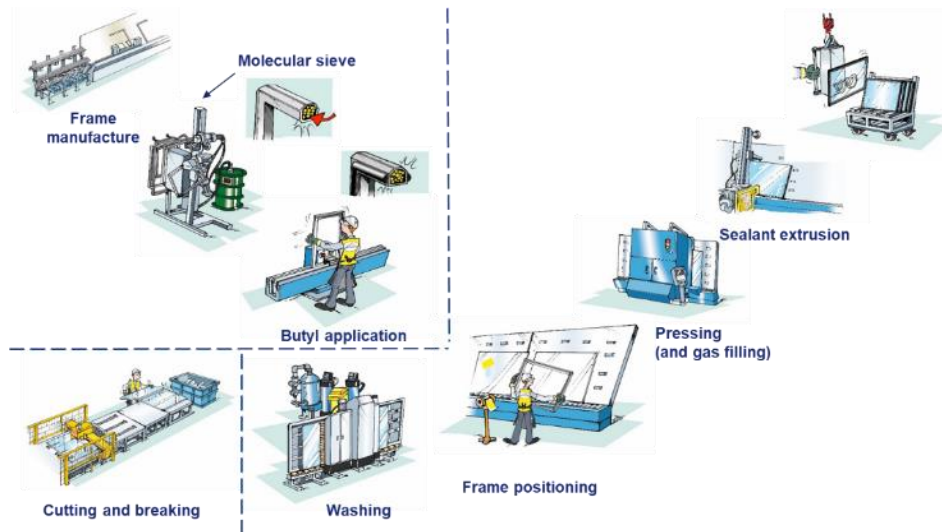 Molecular sieve
Frame
manufacture
Butyl application
Cutting and breaking
Washing
Frame positioning
Pressing
(and gas filling)
Sealant extrusion